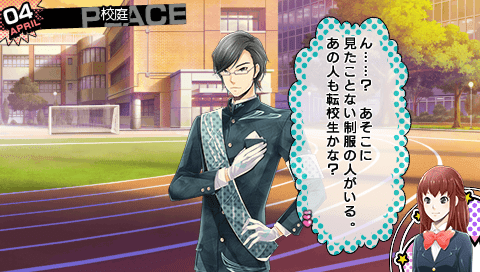 04
APRIL
校庭
PLACE
ん……？　あそこに
見たことない制服の人がいる。
あの人も転校生かな？